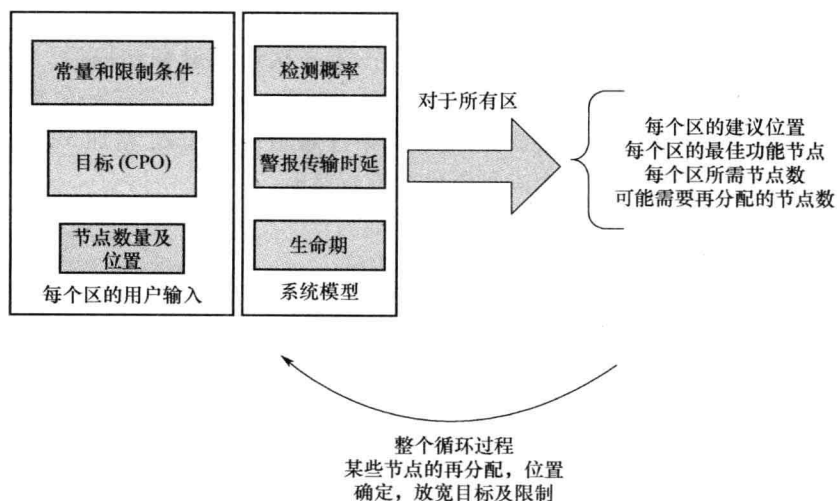 常量和限制条件
目标(CPO)
节点数量及
位置
每个区的用户输入
检测概率
警报传输时延
生命期
系统模型
对于所有区
每个区的建议位置
每个区的最佳功能节点
每个区所需节点数
可能需要再分配的节点数
整个循环过程
某些节点的再分配，位置
确定，放宽目标及限制